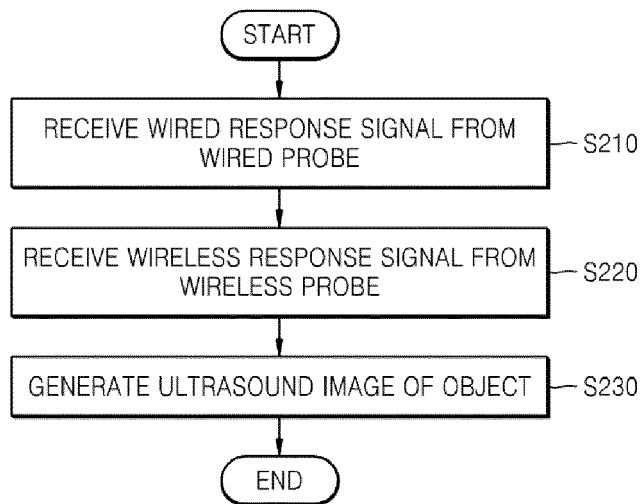 START
RECEIVE WIRED RESPONSE SIGNAL FROM
WIRED PROBE
S210
RECEIVE WIRELESS RESPONSE SIGNAL FROM
WIRELESS PROBE
S220
GENERATE ULTRASOUND IMAGE OF OBJECT
S230
END